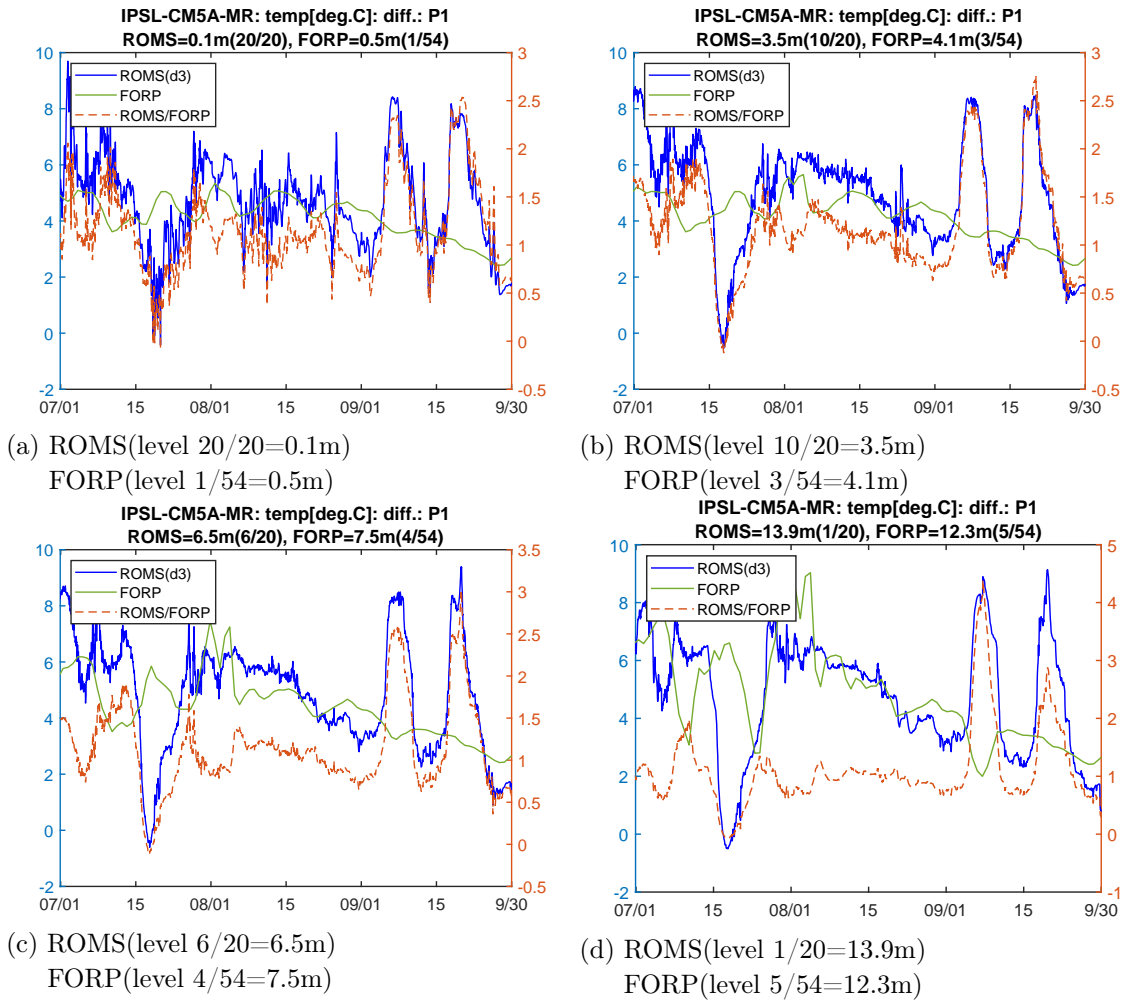 IPSL-CM5A-MR: temp[deg.C]: diff.: P1
ROMS=0.1m(20/20), FORP=0.5m(1/54)
ROMS(d3)
FORP
ROMS/FORP
10
8
6
4
2
0
-2
3
2.5
2
1.5
1
0.5
0
-0.5
07/01 15 08/01 15 09/01 15 9/30
(a) ROMS(level 20/20=0.1m)
FORP(level 1/54=0.5m)
IPSL-CM5A-MR: temp[deg.C]: diff.: P1
ROMS=3.5m(10/20), FORP=4.1m(3/54)
ROMS(d3)
FORP
ROMS/FORP
10
8
6
4
2
0
-2
3
2.5
2
1.5
1
0.5
0
-0.5
07/01 15 08/01 15 09/01 15 9/30
(b) ROMS(level 10/20=3.5m)
FORP(level 3/54=4.1m)
IPSL-CM5A-MR: temp[deg.C]: diff.: P1
ROMS=6.5m(6/20), FORP=7.5m(4/54)
ROMS(d3)
FORP
ROMS/FORP
10
8
6
4
2
0
-2
3.5
3
2.5
2
1.5
1
0.5
0
-0.5
07/01 15 08/01 15 09/01 15 9/30
(c) ROMS(level 6/20=6.5m)
FORP(level 4/54=7.5m)
IPSL-CM5A-MR: temp[deg.C]: diff.: P1
ROMS=13.9m(1/20), FORP=12.3m(5/54)
ROMS(d3)
FORP
ROMS/FORP
10
8
6
4
2
0
-2
5
4
3
2
1
0
-1
07/01 15 08/01 15 09/01 15 9/30
(d) ROMS(level 1/20=13.9m)
FORP(level 5/54=12.3m)